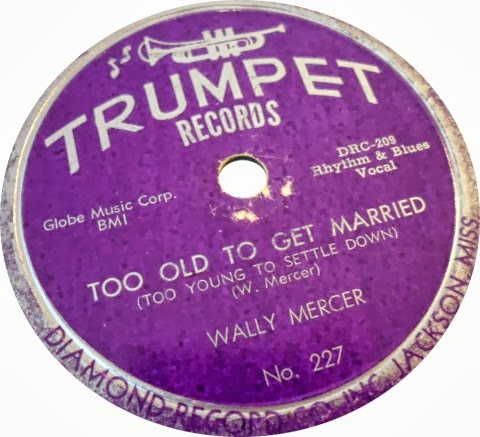 TRUMPET
RECORDS
Globe Music Corp.
BMI
DRC-209
Rhythm & Blues
Vocal
TOO OLD TO GET MARRIED
(TOO YOUNG TO SETTLE DOWN)
(W. Mercer)
WALLY MERCER
No. 227
DIAMOND RECORD CO. INC. JACKSON, MISS.